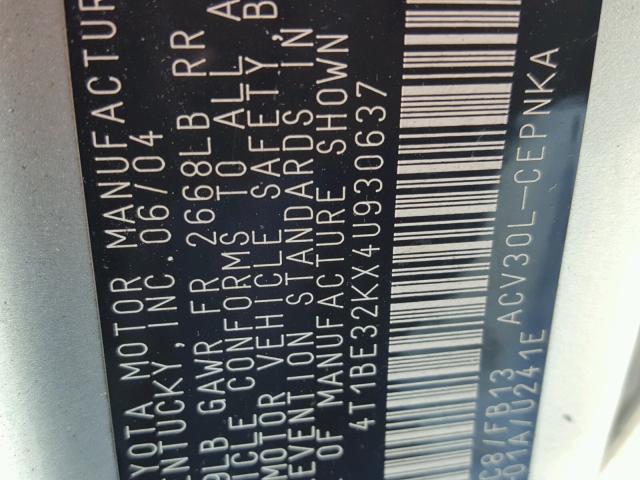 YOTA MOTOR MANUFACTUR
ENTUCKY, INC. 06/04
9LB GAWR FR 2668LB RR A
ICLE CONFORMS TO ALL A
MOTOR VEHICLE SAFETY, B
EVENTION STANDARDS IN
E OF MANUFACTURE SHOWN
4T1BE32KX4U930637
C8/FB13 ACV30L-CEPNKA
01A/U241E